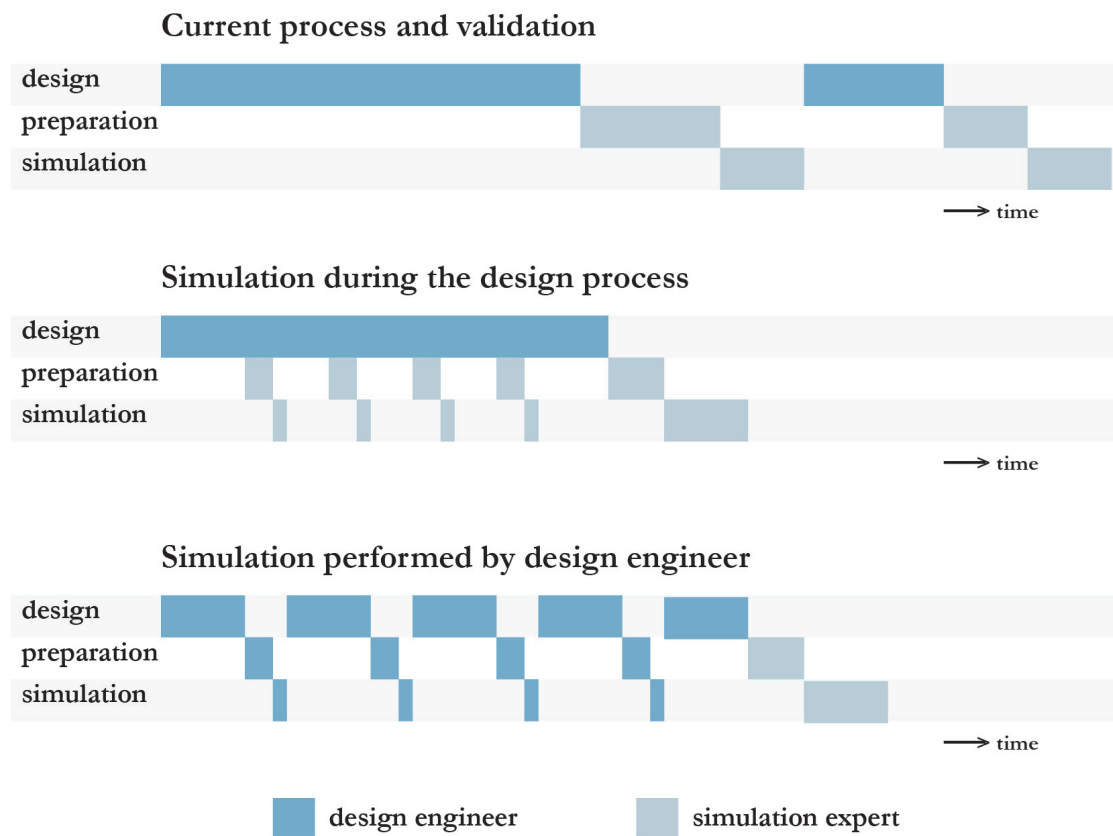 Current process and validation
design
preparation
simulation
time
Simulation during the design process
design
preparation
simulation
time
Simulation performed by design engineer
design
preparation
simulation
time
design engineer
simulation expert